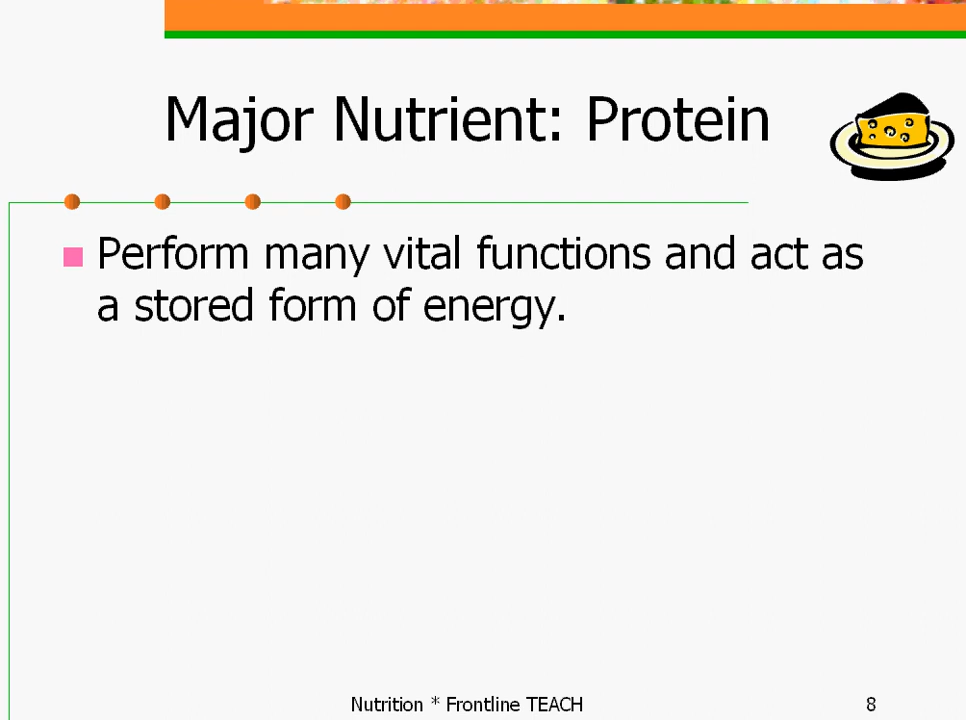 Major Nutrient: Protein
Perform many vital functions and act as
a stored form of energy.
Nutrition * Frontline TEACH
8